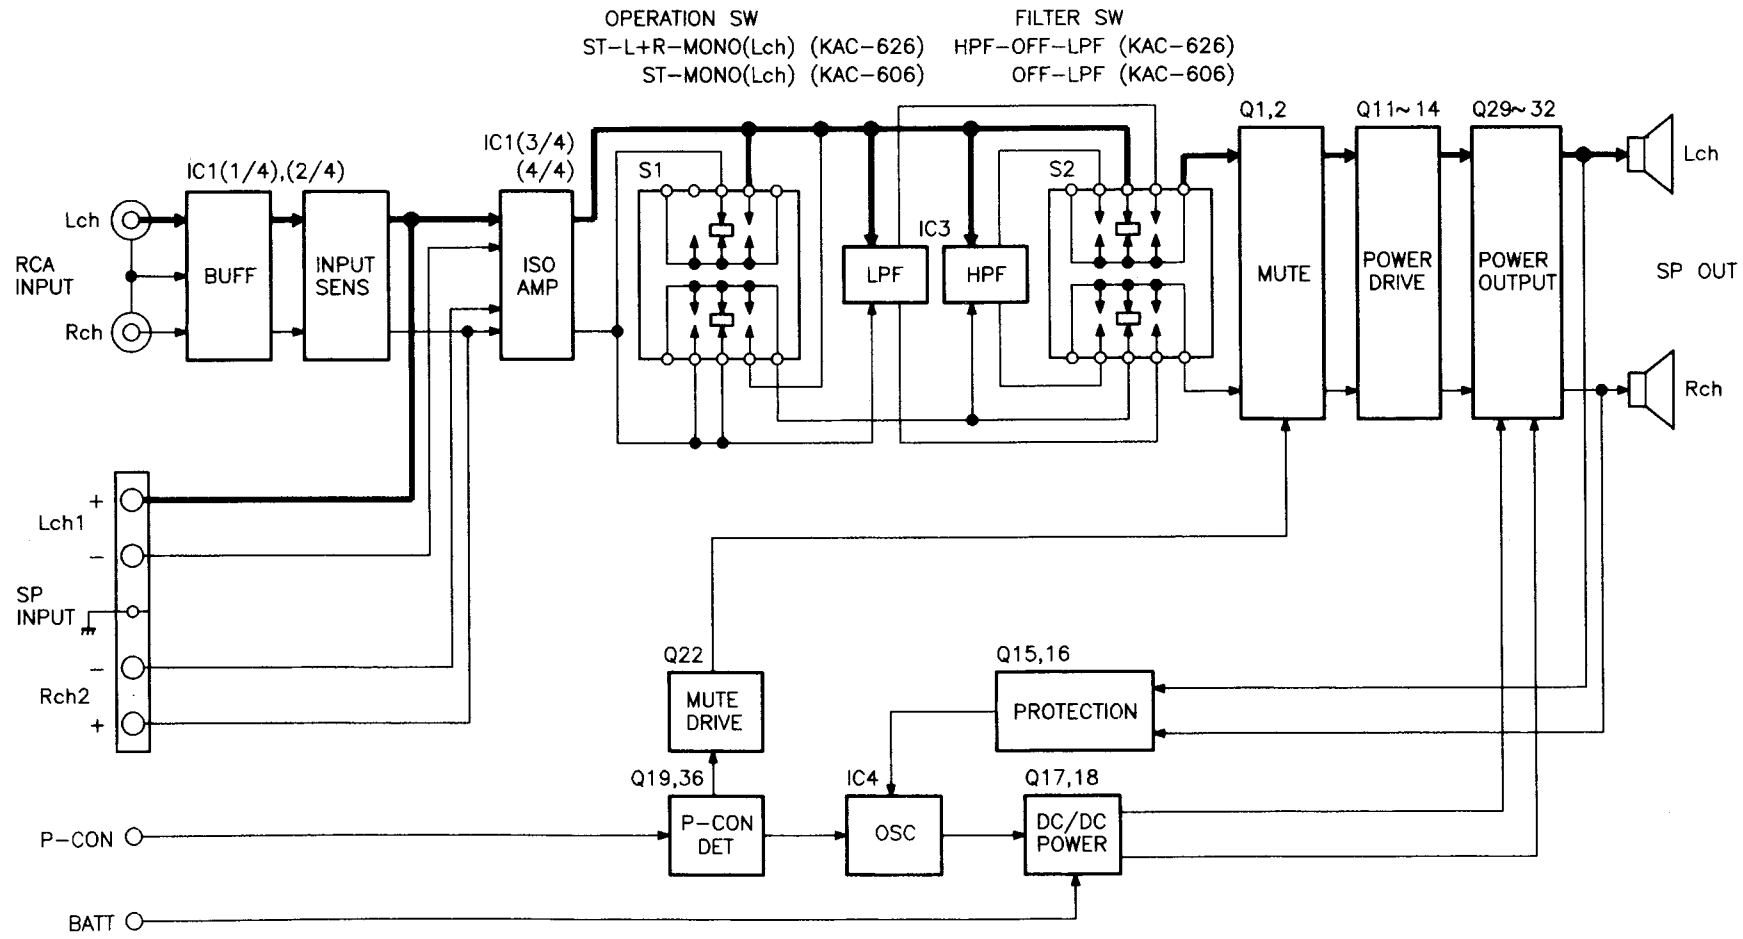 OPERATION SW
ST-L+R-MONO(Lch) (KAC-626)
ST-MONO(Lch) (KAC-606)
FILTER SW
HPF-OFF-LPF (KAC-626)
OFF-LPF (KAC-606)
Q1,2
Q11~14
Q29~32
IC1(3/4)
(4/4)
IC1(1/4),(2/4)
S1
S2
Lch
RCA
INPUT
Rch
BUFF
INPUT
SENS
ISO
AMP
LPF
IC3
HPF
MUTE
POWER
DRIVE
POWER
OUTPUT
Lch
SP OUT
Rch
+
Lch1
-
SP
INPUT
-
Rch2
+
Q22
MUTE
DRIVE
Q15,16
PROTECTION
Q19,36
P-CON
DET
IC4
OSC
Q17,18
DC/DC
POWER
P-CON
BATT